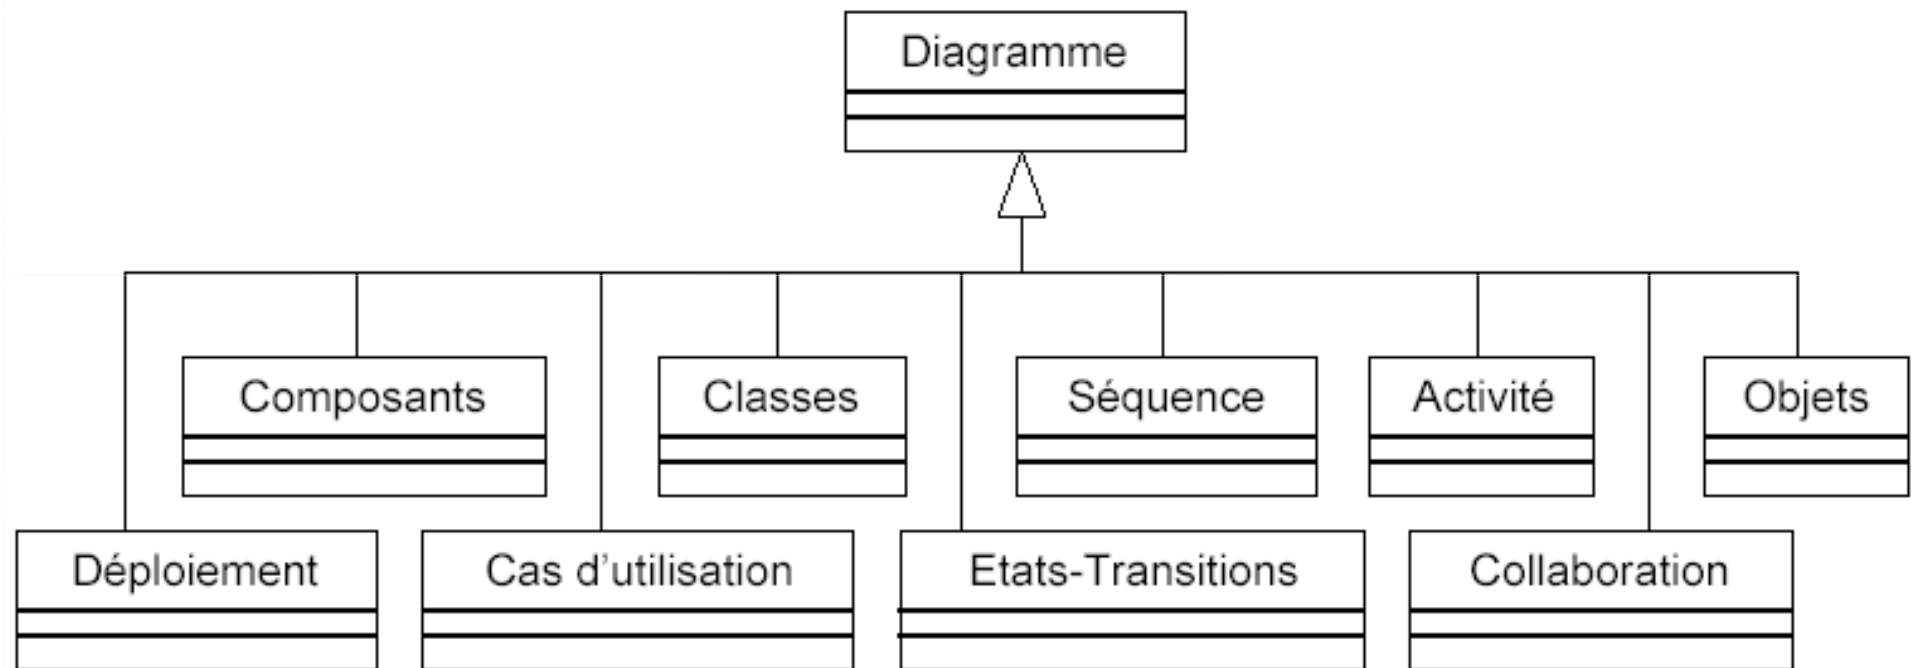 Diagramme
Composants
Classes
Séquence
Activité
Objets
Déploiement
Cas d’utilisation
Etats-Transitions
Collaboration